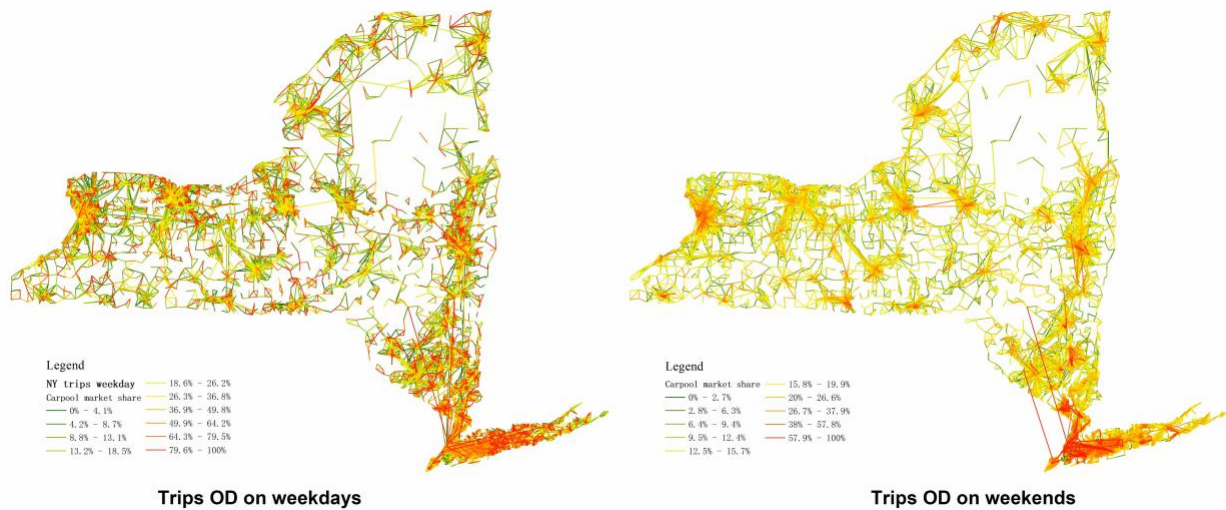 Legend
NY trips weekday
Carpool market share
0% - 4.1%
4.2% - 8.7%
8.8% - 13.1%
13.2% - 18.5%
18.6% - 26.2%
26.3% - 36.8%
36.9% - 49.8%
49.9% - 64.2%
64.3% - 79.5%
79.6% - 100%
Trips OD on weekdays
Legend
Carpool market share
0% - 2.7%
2.8% - 6.3%
6.4% - 9.4%
9.5% - 12.4%
12.5% - 15.7%
15.8% - 19.9%
20% - 26.6%
26.7% - 37.9%
38% - 57.8%
57.9% - 100%
Trips OD on weekends